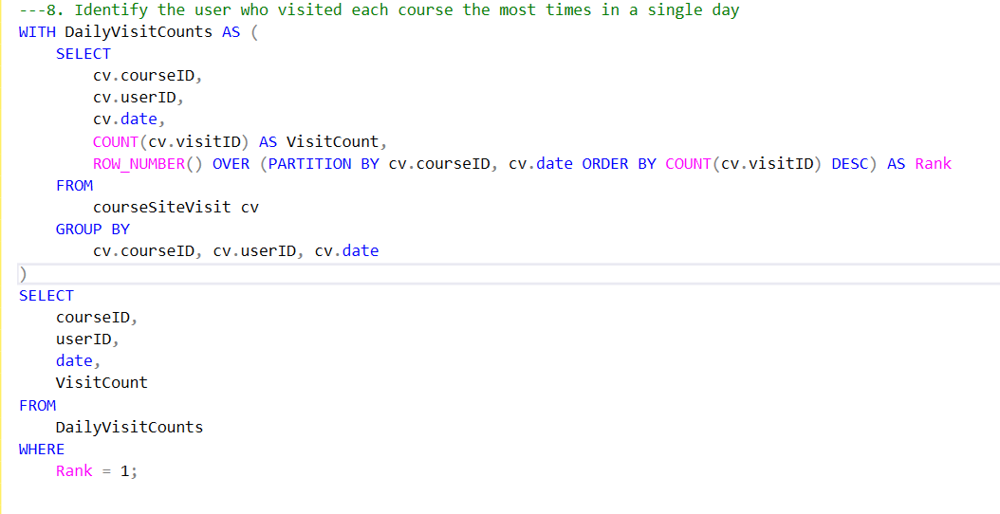 ---8. Identify the user who visited each course the most times in a single day
WITH DailyVisitCounts AS (
    SELECT
        cv.courseID,
        cv.userID,
        cv.date,
        COUNT(cv.visitID) AS VisitCount,
        ROW_NUMBER() OVER (PARTITION BY cv.courseID, cv.date ORDER BY COUNT(cv.visitID) DESC) AS Rank
    FROM
        courseSiteVisit cv
    GROUP BY
        cv.courseID, cv.userID, cv.date
)
SELECT
    courseID,
    userID,
    date,
    VisitCount
FROM
    DailyVisitCounts
WHERE
    Rank = 1;